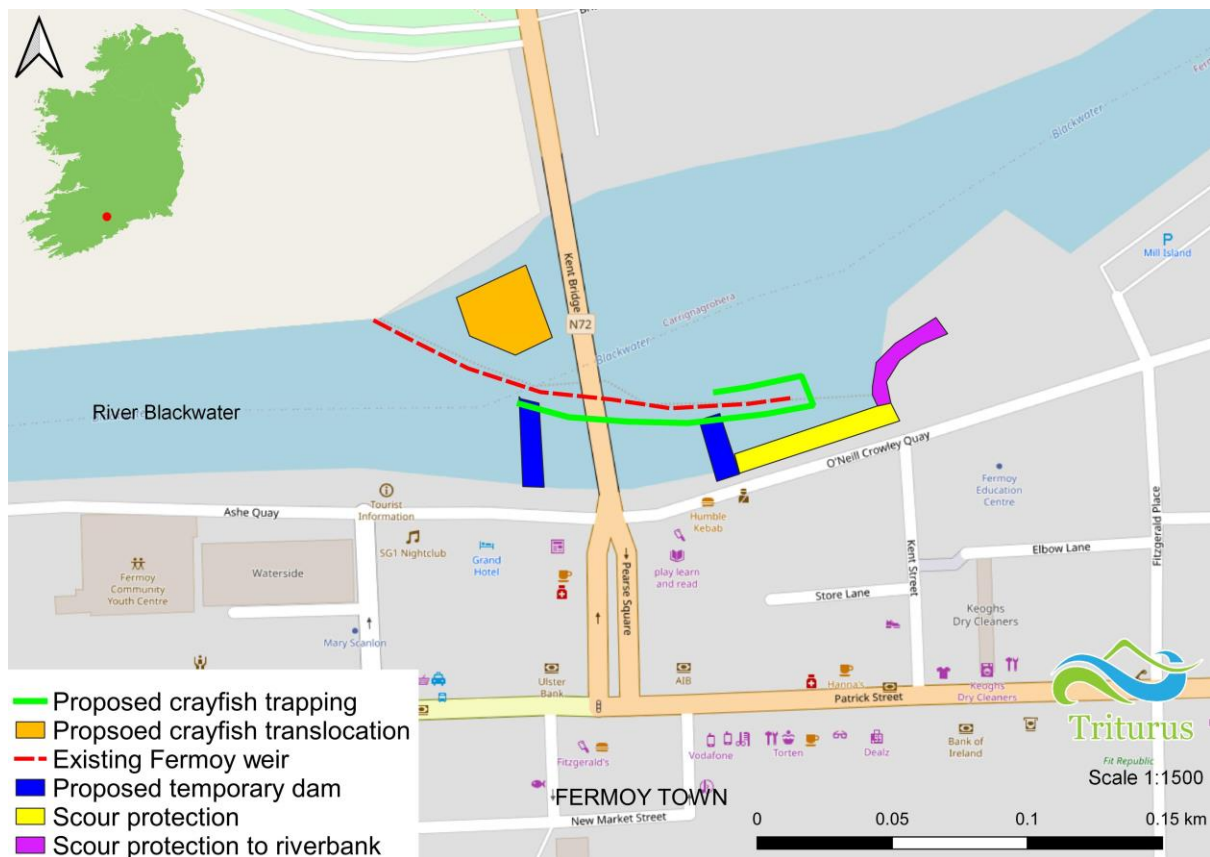 Bri
Blackwater
Fer
Kent Bridge
P
Mill Island
N72
Carrignagrohera
Blackwater
River Blackwater
O'Neill Crowley Quay
Fermoy
Education
Centre
Tourist
Information
Ashe Quay
Humble
Kebab
SG1 Nightclub
Grand
Hotel
Fermoy
Community
Youth Centre
Waterside
play learn
and read
Pearse Square
Kent Street
Elbow Lane
Fitzgerald Place
Store Lane
Keoghs
Dry Cleaners
Mary Scanlon
Ulster
Bank
AIB
Hanna's
Patrick Street
Keoghs
Dry Cleaners
Triturus
Fitzgerald's
Vodafone
Torten
Dealz
Bank of
Ireland
Fit Republic
Scale 1:1500
FERMOY TOWN
New Market Street
0 0.05 0.1 0.15 km
Proposed crayfish trapping
Propsoed crayfish translocation
Existing Fermoy weir
Proposed temporary dam
Scour protection
Scour protection to riverbank